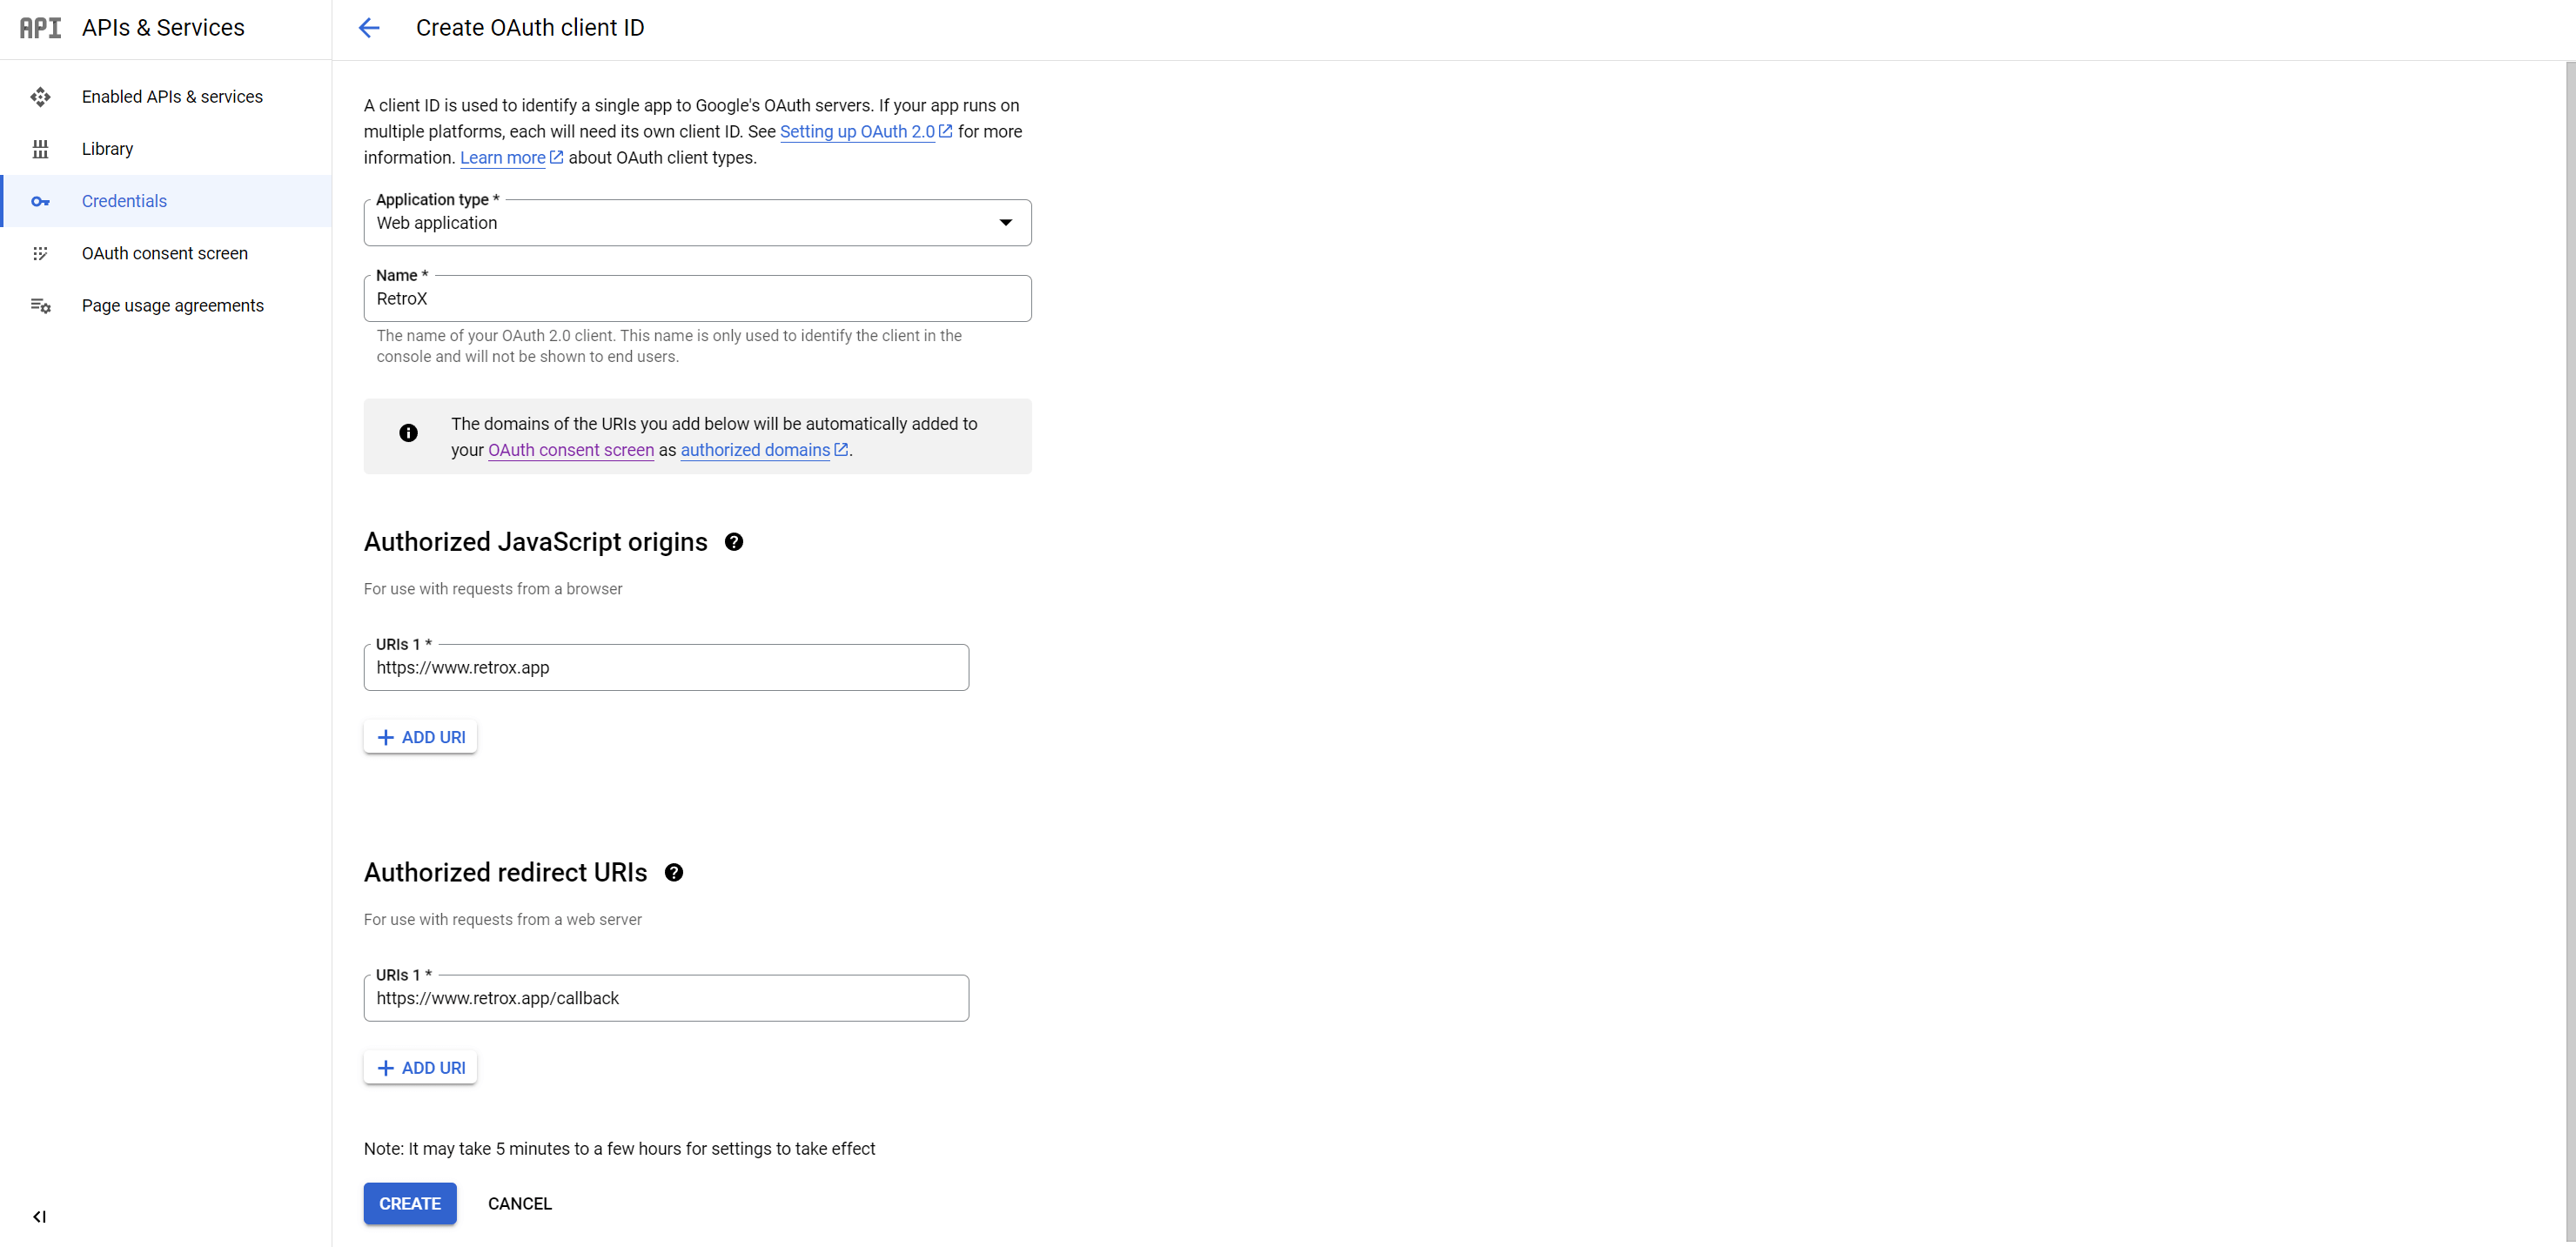 API APIs & Services
Enabled APIs & services
Library
Credentials
OAuth consent screen
Page usage agreements
Create OAuth client ID
A client ID is used to identify a single app to Google's OAuth servers. If your app runs on
multiple platforms, each will need its own client ID. See Setting up OAuth 2.0 for more
information. Learn more about OAuth client types.
Application type *
Web application
Name *
RetroX
The name of your OAuth 2.0 client. This name is only used to identify the client in the
console and will not be shown to end users.
The domains of the URIs you add below will be automatically added to
your OAuth consent screen as authorized domains.
Authorized JavaScript origins
For use with requests from a browser
URIs 1 *
https://www.retrox.app
ADD URI
Authorized redirect URIs
For use with requests from a web server
URIs 1 *
https://www.retrox.app/callback
ADD URI
Note: It may take 5 minutes to a few hours for settings to take effect
CREATE CANCEL